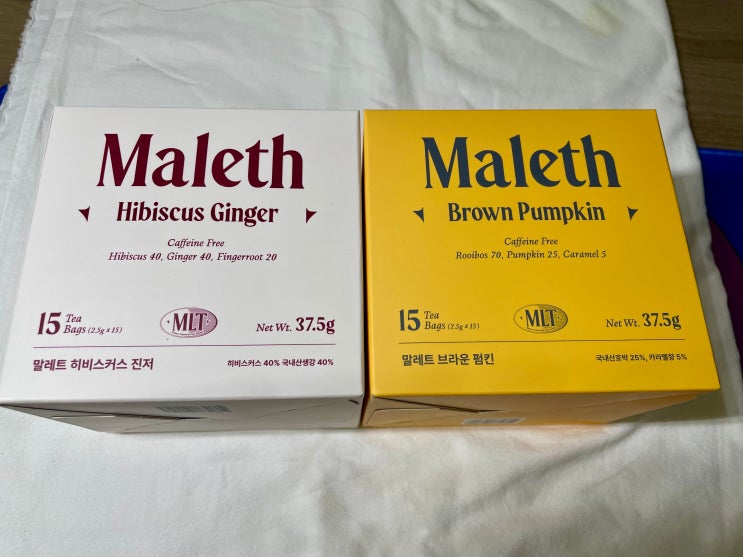 Maleth
Hibiscus Ginger
Caffeine Free
Hibiscus 40, Ginger 40, Fingerroot 20
15 Tea Bags (2.5g x 15)
MLT
Net Wt. 37.5g
말레트 히비스커스 진저
허비스커스 40% 국내산생강 40%
Maleth
Brown Pumpkin
Caffeine Free
Rooibos 70, Pumpkin 25, Caramel 5
15 Tea Bags (2.5g x 15)
MLT
Net Wt. 37.5g
말레트 브라운 펌킨
국내산호박 25%, 카라멜향 5%